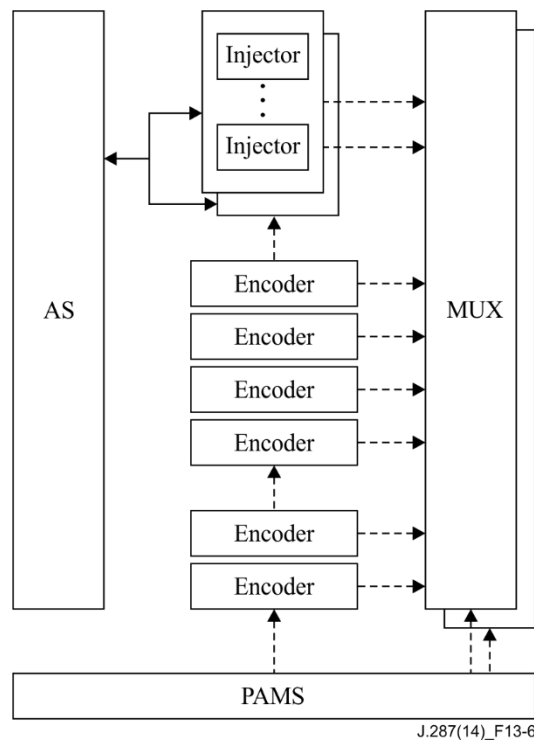 Injector
Injector
Encoder
AS
MUX
Encoder
Encoder
Encoder
Encoder
Encoder
PAMS
J.287(14)_F13-6